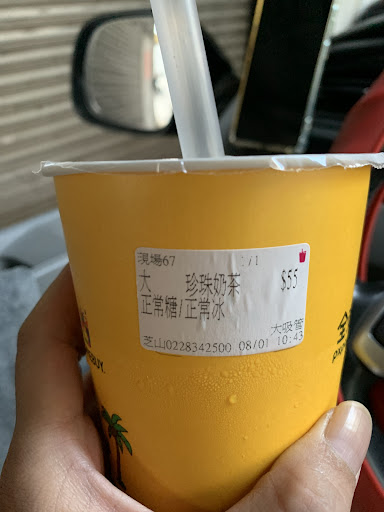 現場67 1/1
大 珍珠奶茶 $55
正常糖/正常冰
大吸管
芝山0228342500 08/01 10:43
全